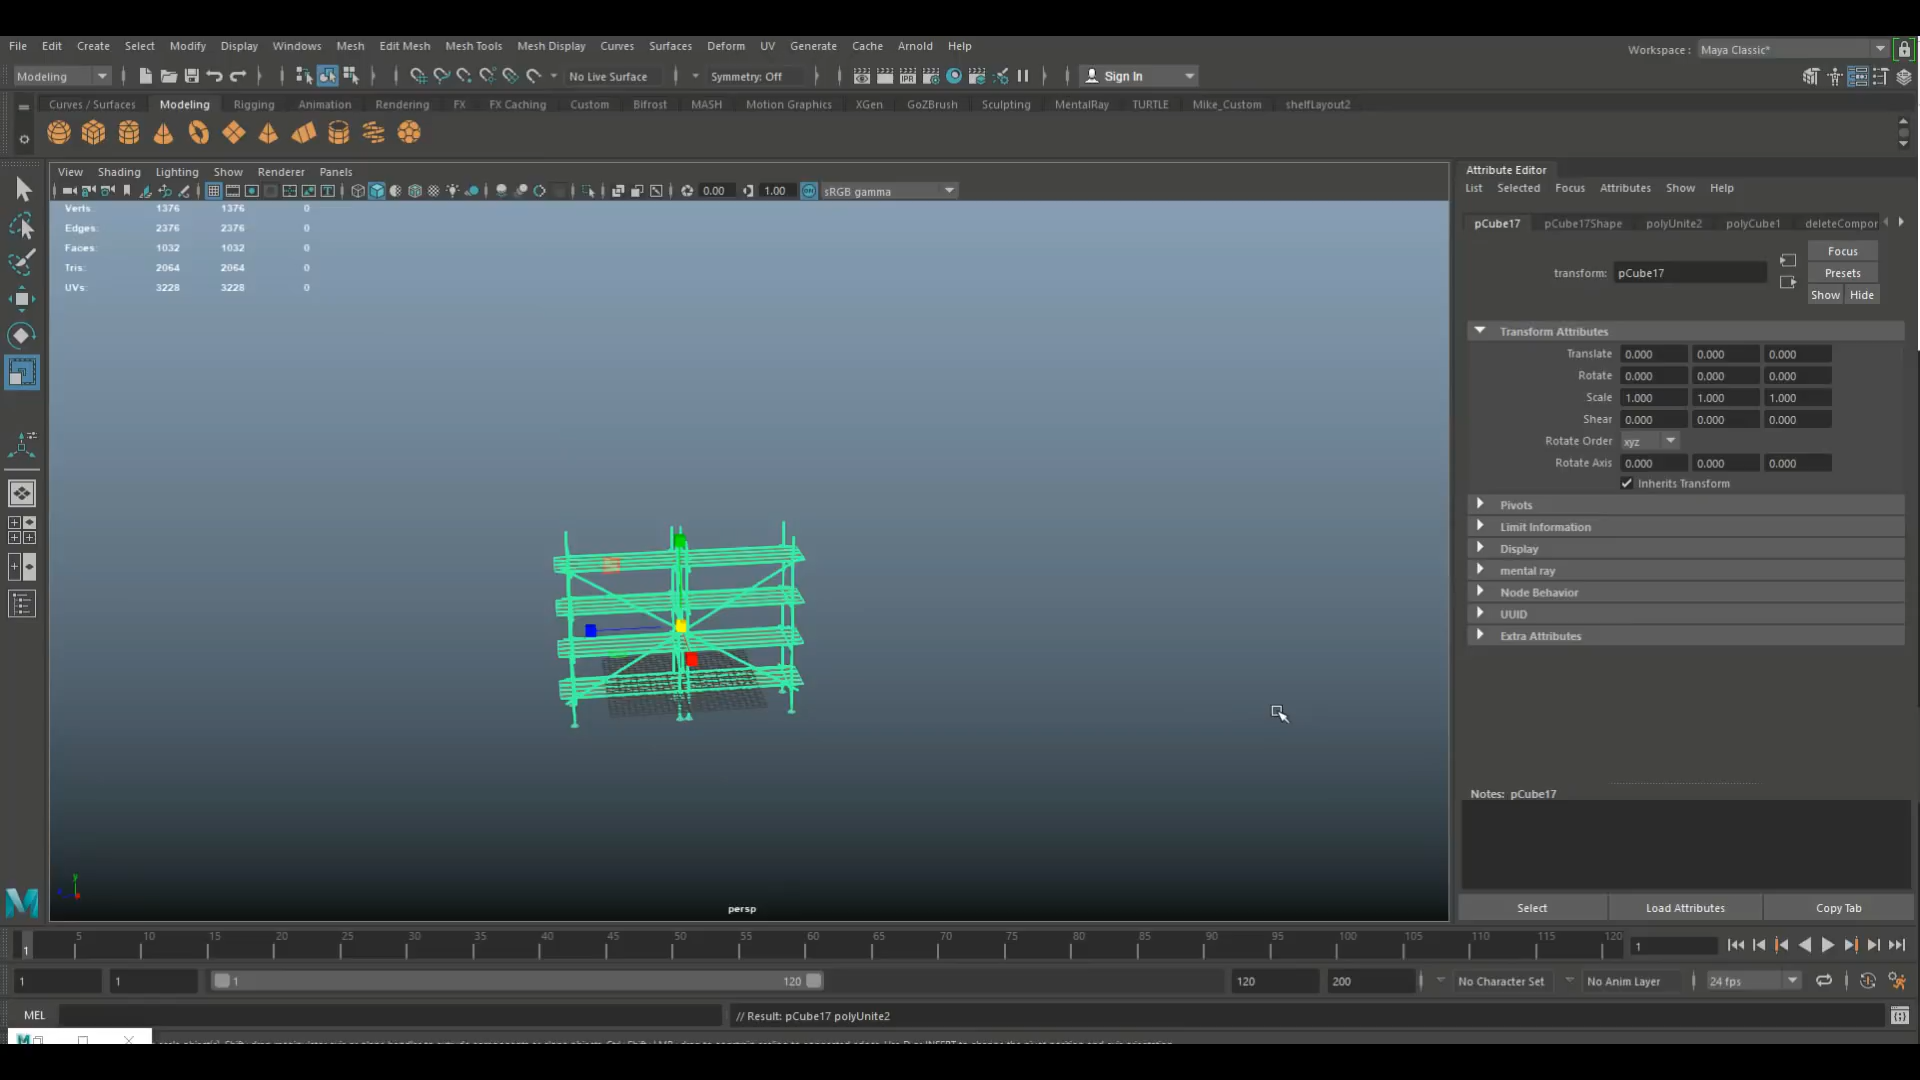 File Edit Create Select Modify Display Windows Mesh Edit Mesh Mesh Tools Mesh Display Curves Surfaces Deform UV Generate Cache Arnold Help
Workspace : Maya Classic*
Modeling No Live Surface Symmetry: Off Sign In
Curves / Surfaces Modeling Rigging Animation Rendering FX FX Caching Custom Bifrost MASH Motion Graphics XGen GoZBrush Sculpting MentalRay TURTLE Mike_Custom shelfLayout2
View Shading Lighting Show Renderer Panels
IPR 0.00 1.00 sRGB gamma
Verts: 1376 1376 0
Edges: 2376 2376 0
Faces: 1032 1032 0
Tris: 2064 2064 0
UVs: 3228 3228 0
y
persp
Attribute Editor
List Selected Focus Attributes Show Help
pCube17 pCube17Shape polyUnite2 polyCube1 deleteCompor
transform: pCube17
Focus
Presets
Show Hide
Transform Attributes
Translate 0.000 0.000 0.000
Rotate 0.000 0.000 0.000
Scale 1.000 1.000 1.000
Shear 0.000 0.000 0.000
Rotate Order xyz
Rotate Axis 0.000 0.000 0.000
Inherits Transform
Pivots
Limit Information
Display
mental ray
Node Behavior
UUID
Extra Attributes
Notes: pCube17
Select Load Attributes Copy Tab
1 5 10 15 20 25 30 35 40 45 50 55 60 65 70 75 80 85 90 95 100 105 110 115 120 1
1 1 1 120 120 200 No Character Set No Anim Layer 24 fps
MEL // Result: pCube17 polyUnite2